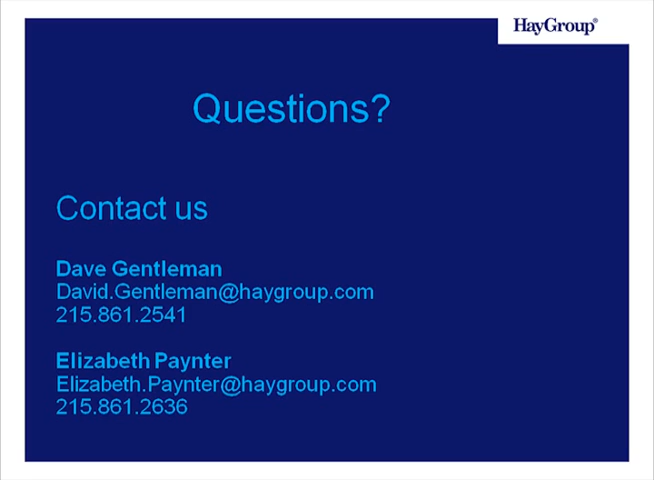 HayGroup®
Questions?
Contact us
Dave Gentleman
David.Gentleman@haygroup.com
215.861.2541
Elizabeth Paynter
Elizabeth.Paynter@haygroup.com
215.861.2636